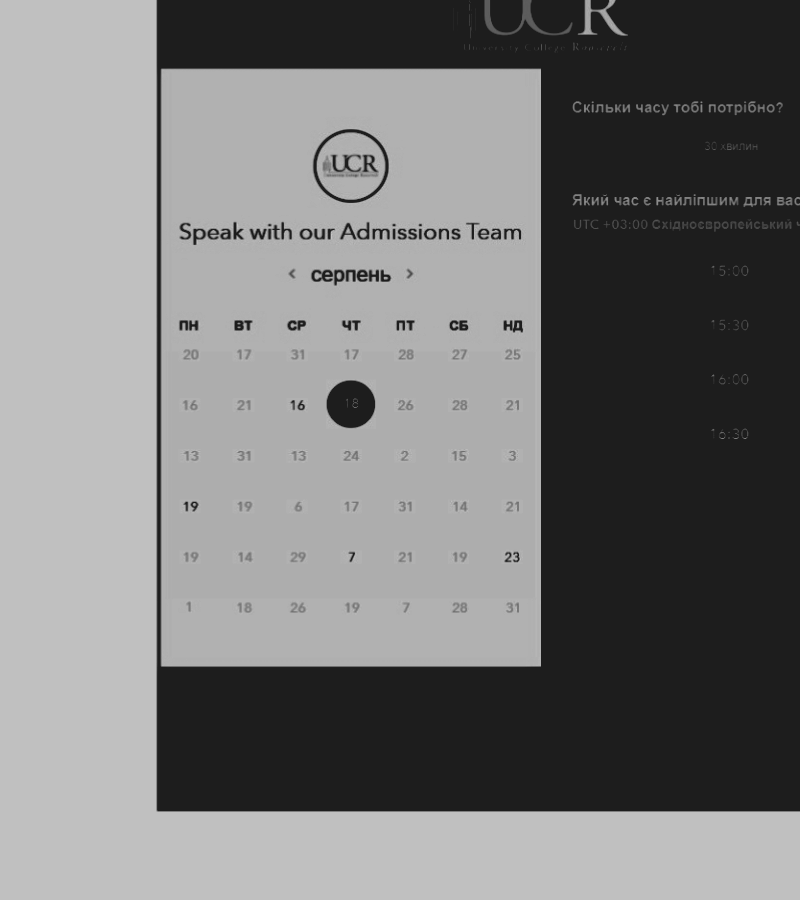 UCR
University College Roosevelt
UCR
Speak with our Admissions Team
‹ серпень ›
ПН ВТ СР ЧТ ПТ СБ НД
20 17 31 17 28 27 25
16 21 16 18 26 28 21
13 31 13 24 2 15 3
19 19 6 17 31 14 21
19 14 29 7 21 19 23
1 18 26 19 7 28 31
Скільки часу тобі потрібно?
30 хвилин
Який час є найліпшим для вас
UTC +03:00 Східноєвропейський ч
15:00
15:30
16:00
16:30